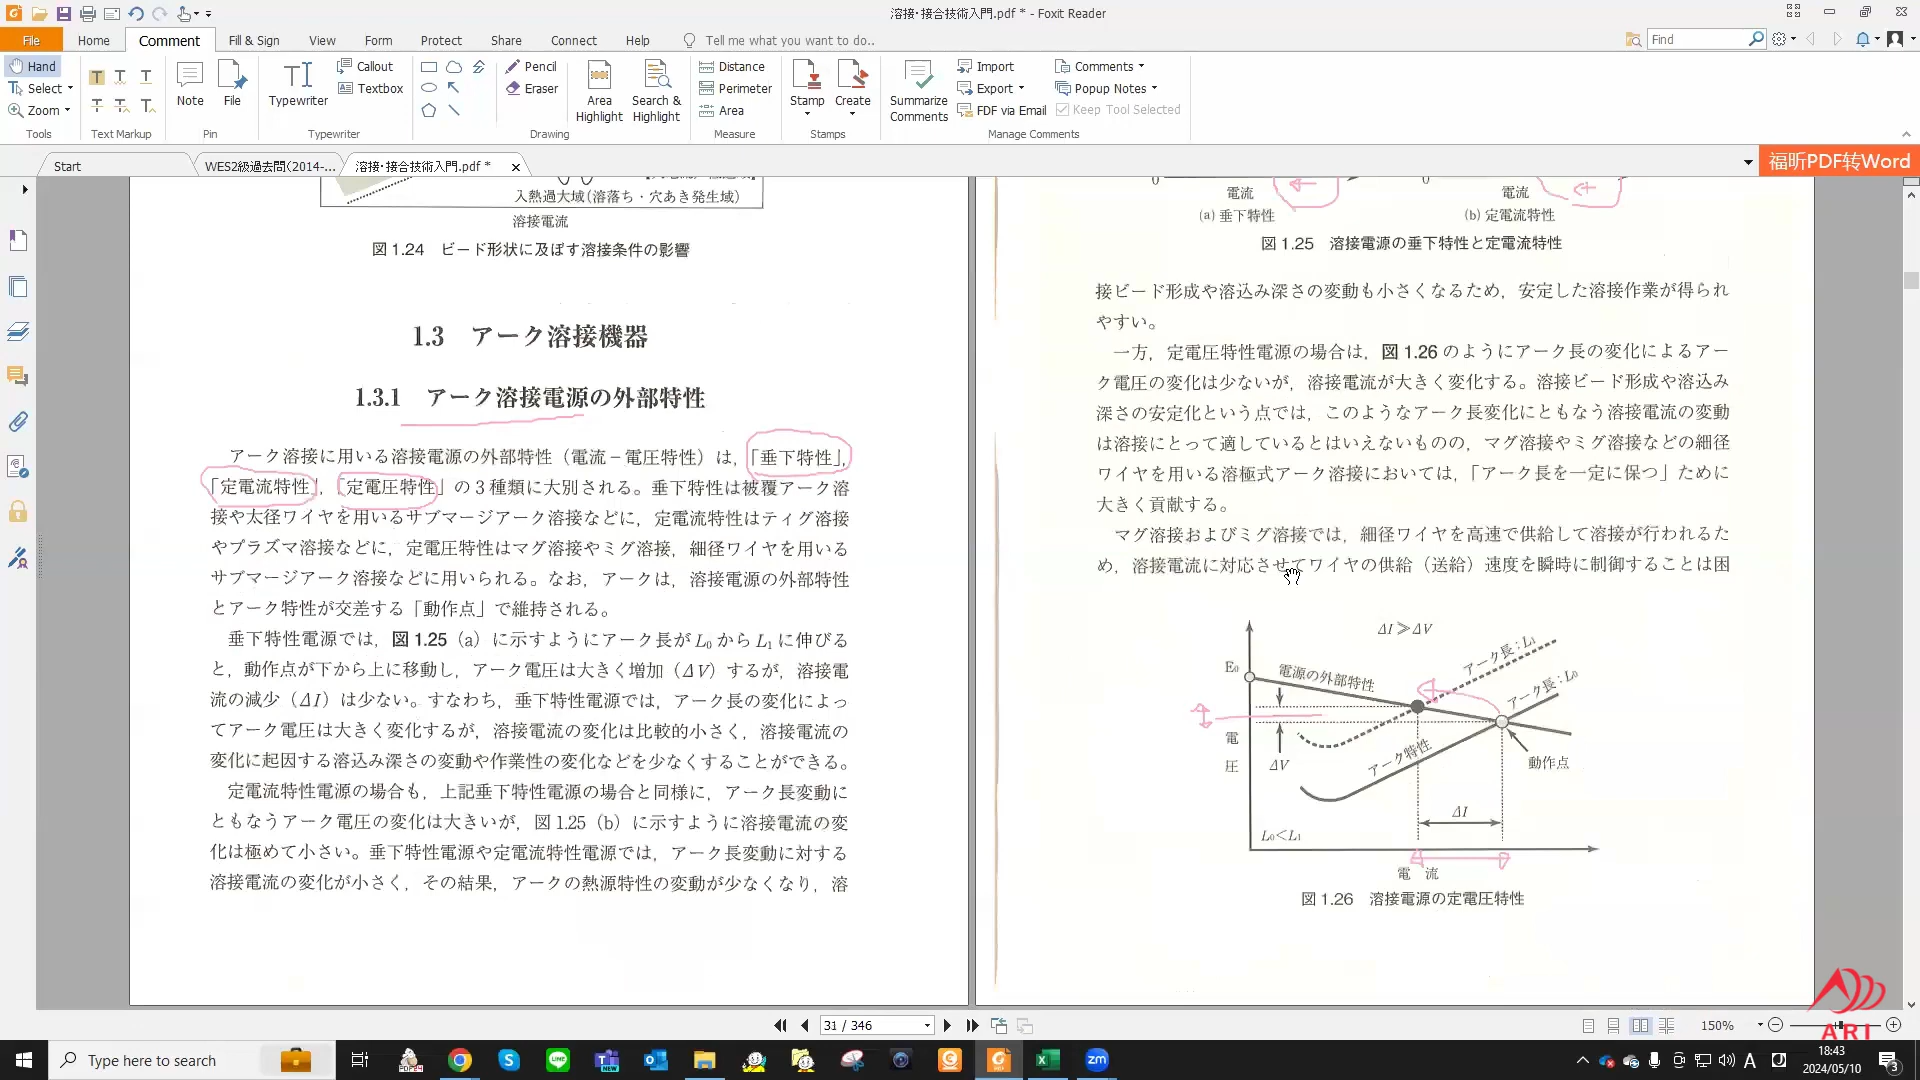 溶接・接合技術入門.pdf * - Foxit Reader
File Home Comment Fill & Sign View Form Protect Share Connect Help Tell me what you want to do.. Find
Hand
Select
Zoom
Tools
Text Markup
Note
File
Pin
Typewriter
Callout
Textbox
Typewriter
Pencil
Eraser
Area
Highlight
Search &
Highlight
Drawing
Distance
Perimeter
Area
Measure
Stamp
Create
Stamps
Summarize
Comments
Import
Export
FDF via Email
Comments
Popup Notes
Keep Tool Selected
Manage Comments
Start
WES2級過去問(2014-...
溶接・接合技術入門.pdf *
福昕PDF转Word
入熱過大域(溶落ち・穴あき発生域)
溶接電流
図 1.24 ビード形状に及ぼす溶接条件の影響
1.3 アーク溶接機器
1.3.1 アーク溶接電源の外部特性
アーク溶接に用いる溶接電源の外部特性（電流－電圧特性）は，「垂下特性」，
「定電流特性」，「定電圧特性」の３種類に大別される。垂下特性は被覆アーク溶
接や太径ワイヤを用いるサブマージアーク溶接などに，定電流特性はティグ溶接
やプラズマ溶接などに，定電圧特性はマグ溶接やミグ溶接，細径ワイヤを用いる
サブマージアーク溶接などに用いられる。なお，アークは，溶接電源の外部特性
とアーク特性が交差する「動作点」で維持される。
垂下特性電源では，図 1.25（a）に示すようにアーク長が L₀ から L₁ に伸びる
と，動作点が下から上に移動し，アーク電圧は大きく増加（ΔV）するが，溶接電
流の減少（ΔI）は少ない。すなわち，垂下特性電源では，アーク長の変化によっ
てアーク電圧は大きく変化するが，溶接電流の変化は比較的小さく，溶接電流の
変化に起因する溶込み深さの変動や作業性の変化などを少なくすることができる。
定電流特性電源の場合も，上記垂下特性電源の場合と同様に，アーク長変動に
ともなうアーク電圧の変化は大きいが，図 1.25（b）に示すように溶接電流の変
化は極めて小さい。垂下特性電源や定電流特性電源では，アーク長変動に対する
溶接電流の変化が小さく，その結果，アークの熱源特性の変動が少なくなり，溶
0
電流
(a) 垂下特性
0
電流
(b) 定電流特性
図 1.25 溶接電源の垂下特性と定電流特性
接ビード形成や溶込み深さの変動も小さくなるため，安定した溶接作業が得られ
やすい。
一方，定電圧特性電源の場合は，図 1.26 のようにアーク長の変化によるアー
ク電圧の変化は少ないが，溶接電流が大きく変化する。溶接ビード形成や溶込み
深さの安定化という点では，このようなアーク長変化にともなう溶接電流の変動
は溶接にとって適しているとはいえないものの，マグ溶接やミグ溶接などの細径
ワイヤを用いる溶極式アーク溶接においては，「アーク長を一定に保つ」ために
大きく貢献する。
マグ溶接およびミグ溶接では，細径ワイヤを高速で供給して溶接が行われるた
め，溶接電流に対応させてワイヤの供給（送給）速度を瞬時に制御することは困
ΔI≫ΔV
アーク長：L₁
E₀
電源の外部特性
アーク長：L₀
電
圧
ΔV
アーク特性
動作点
ΔI
L₀＜L₁
電 流
図 1.26 溶接電源の定電圧特性
ARI
31 / 346
150%
Type here to search
A
18:43
2024/05/10
3